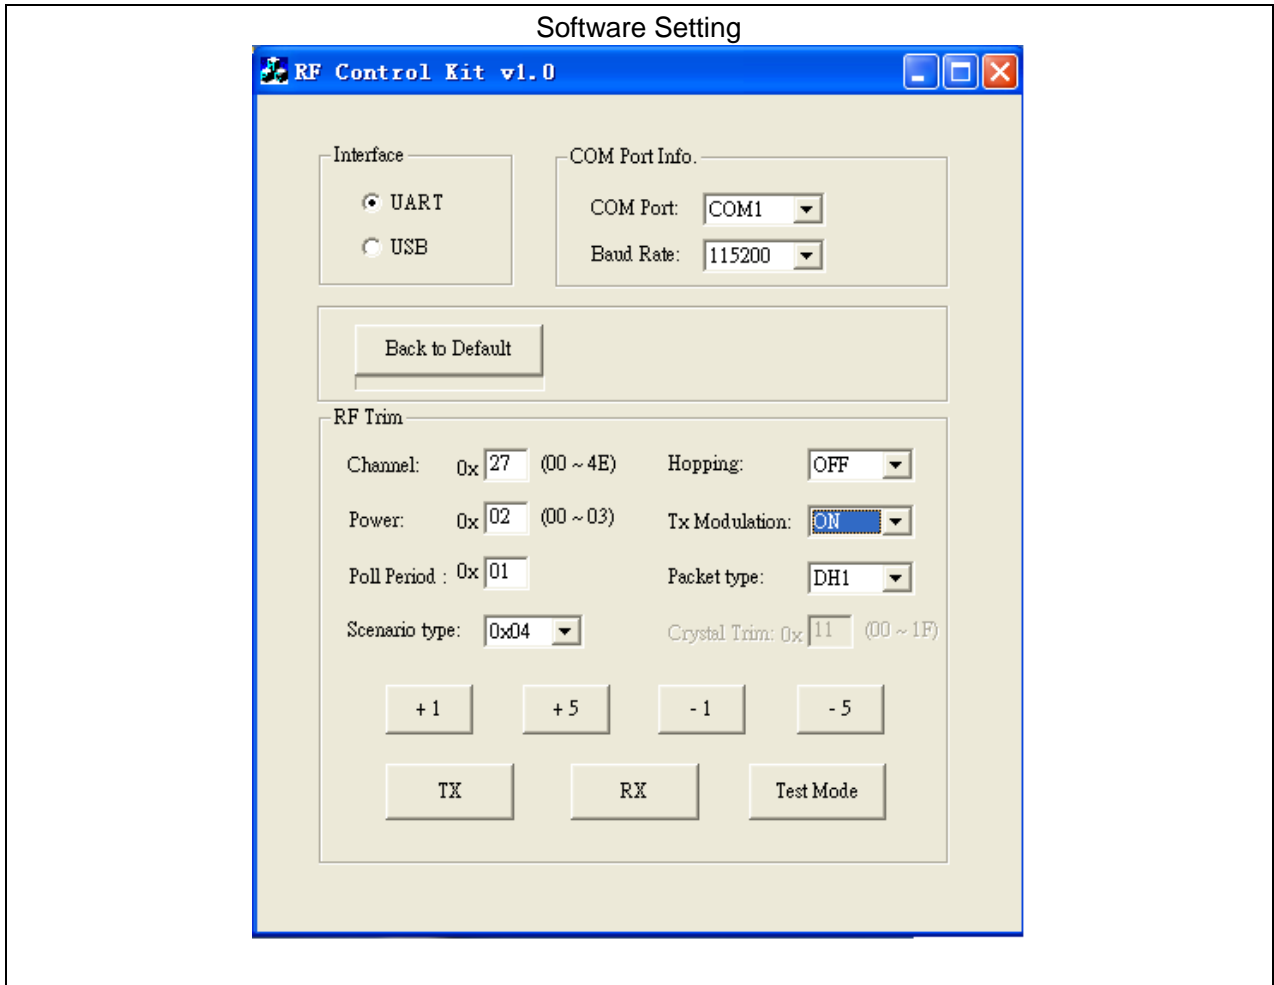 Software Setting
RF Control Kit v1.0
Interface
UART
USB
COM Port Info.
COM Port: COM1
Baud Rate: 115200
Back to Default
RF Trim
Channel: 0x 27 (00 ~ 4E) Hopping: OFF
Power: 0x 02 (00 ~ 03) Tx Modulation: ON
Poll Period : 0x 01 Packet type: DH1
Scenario type: 0x04 Crystal Trim: 0x 11 (00 ~ 1F)
+ 1 + 5 - 1 - 5
TX RX Test Mode